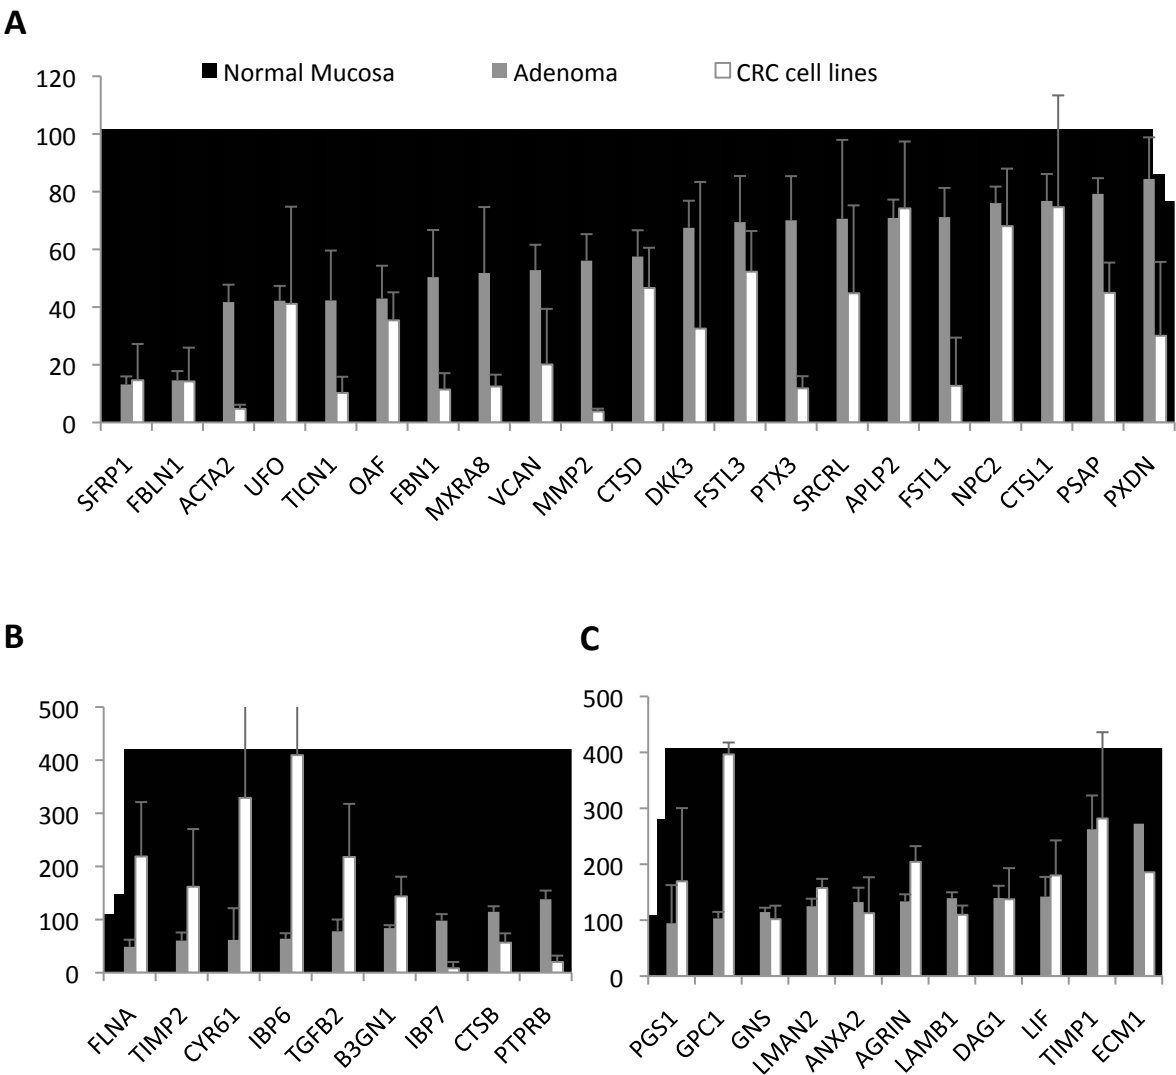 A
Normal Mucosa Adenoma CRC cell lines
120
100
80
60
40
20
0
SFRP1 FBLN1 ACTA2 UFO TICN1 OAF FBN1 MXRA8 VCAN MMP2 CTSD DKK3 FSTL3 PTX3 SRCRL APLP2 FSTL1 NPC2 CTSL1 PSAP PXDN
B
500
400
300
200
100
0
FLNA TIMP2 CYR61 IBP6 TGFB2 B3GN1 IBP7 CTSB PTPRB
C
500
400
300
200
100
0
PGS1 GPC1 GNS LMAN2 ANXA2 AGRIN LAMB1 DAG1 LIF TIMP1 ECM1